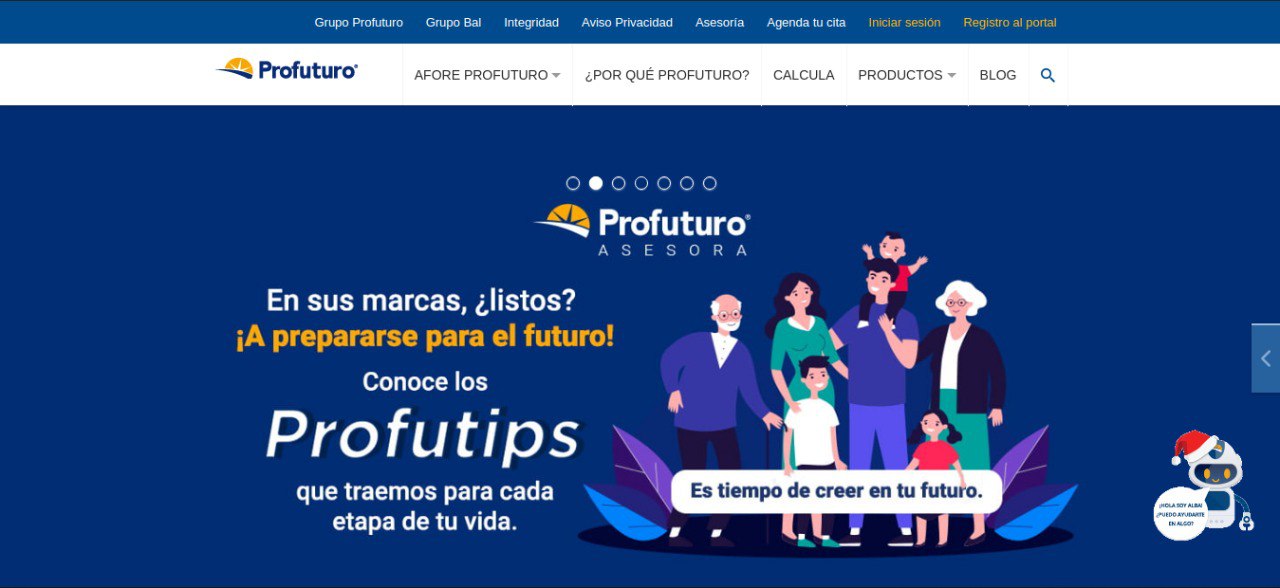 Grupo Profuturo Grupo Bal Integridad Aviso Privacidad Asesoría Agenda tu cita Iniciar sesión Registro al portal
Profuturo® AFORE PROFUTURO ¿POR QUÉ PROFUTURO? CALCULA PRODUCTOS BLOG
Profuturo®
ASESORA
En sus marcas, ¿listos?
¡A prepararse para el futuro!
Conoce los
Profutips
que traemos para cada
etapa de tu vida.
Es tiempo de creer en tu futuro.
¡HOLA SOY ALBA!
¿PUEDO AYUDARTE
EN ALGO?